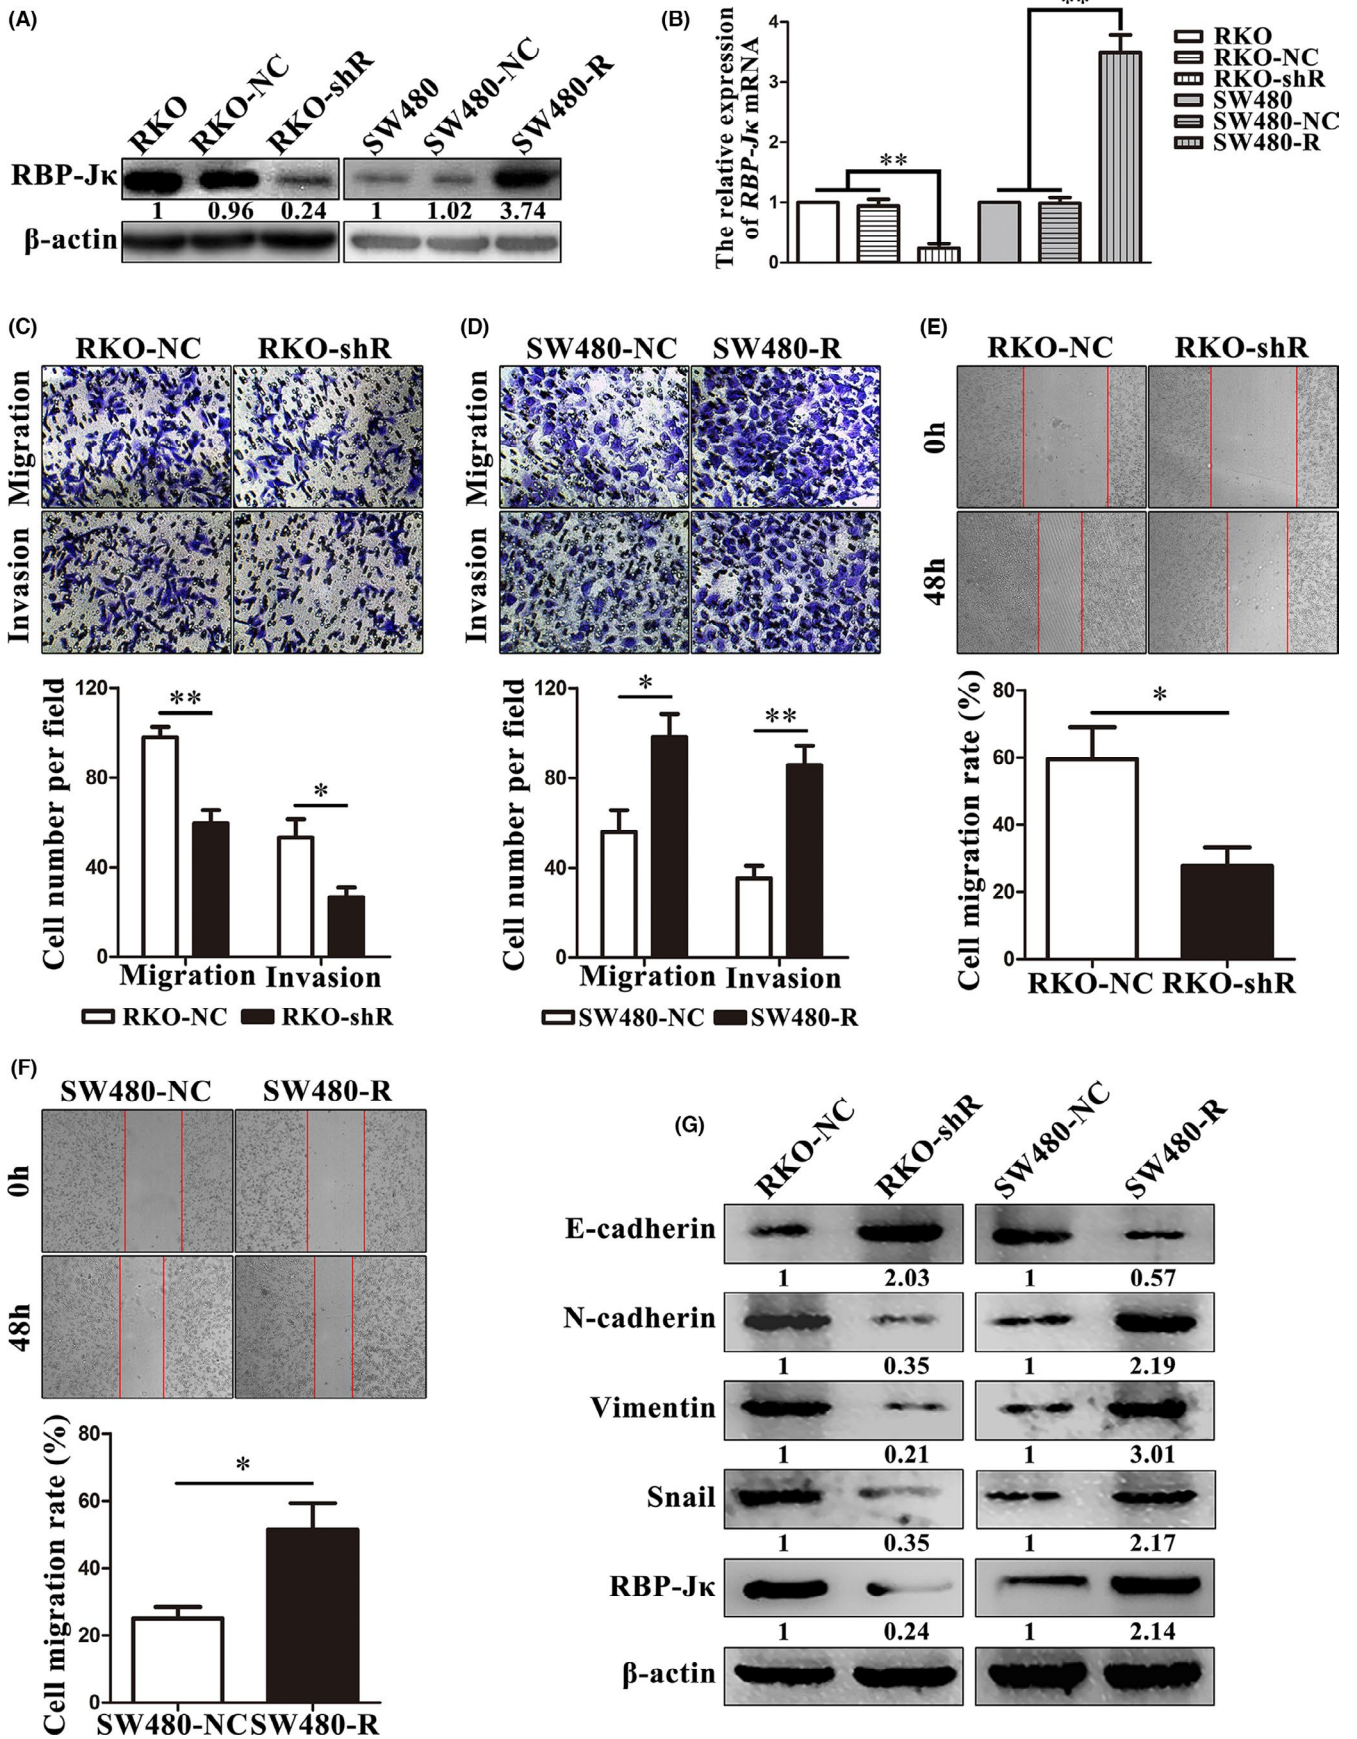 (A)
RKO RKO-NC RKO-shR SW480 SW480-NC SW480-R
RBP-Jκ
1 0.96 0.24 1 1.02 3.74
β-actin
(B)
The relative expression
of RBP-Jκ mRNA
4
3
2
1
0
**
**
RKO
RKO-NC
RKO-shR
SW480
SW480-NC
SW480-R
(C)
RKO-NC RKO-shR
Migration
Invasion
Cell number per field
120
80
40
0
**
*
Migration Invasion
RKO-NC RKO-shR
(D)
SW480-NC SW480-R
Migration
Invasion
Cell number per field
120
80
40
0
*
**
Migration Invasion
SW480-NC SW480-R
(E)
RKO-NC RKO-shR
0h
48h
Cell migration rate (%)
80
60
40
20
0
*
RKO-NC RKO-shR
(F)
SW480-NC SW480-R
0h
48h
Cell migration rate (%)
80
60
40
20
0
*
SW480-NC SW480-R
(G)
RKO-NC RKO-shR SW480-NC SW480-R
E-cadherin
1 2.03 1 0.57
N-cadherin
1 0.35 1 2.19
Vimentin
1 0.21 1 3.01
Snail
1 0.35 1 2.17
RBP-Jκ
1 0.24 1 2.14
β-actin